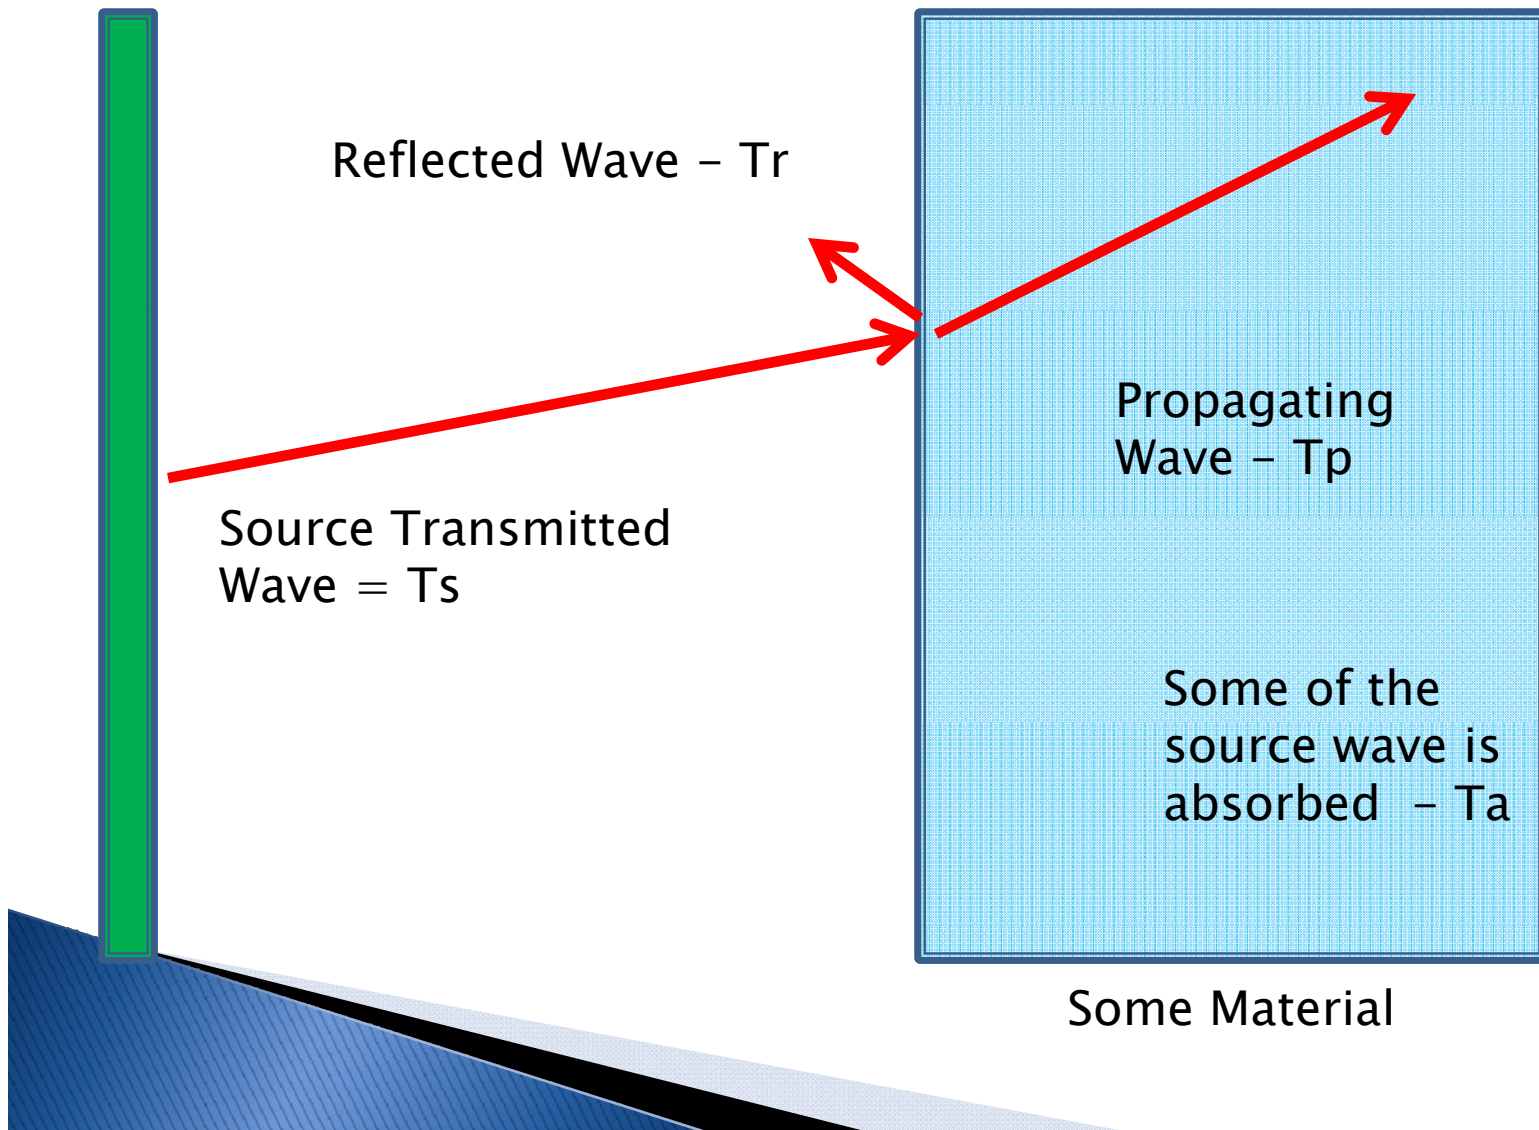 Reflected Wave – Tr
Propagating
Wave – Tp
Source Transmitted
Wave = Ts
Some of the
source wave is
absorbed – Ta
Some Material